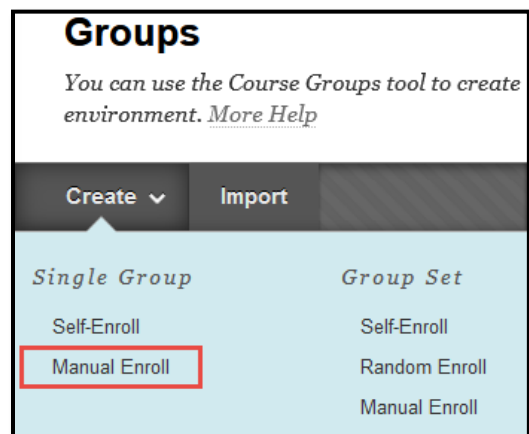 Groups
You can use the Course Groups tool to create
environment. More Help
Create Import
Single Group
Self-Enroll
Manual Enroll
Group Set
Self-Enroll
Random Enroll
Manual Enroll